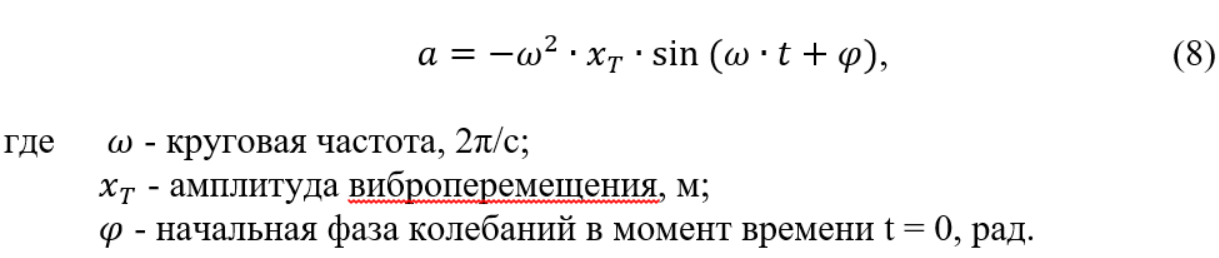 𝑎 = −𝜔² ∙ 𝑥_𝑇 ∙ sin (𝜔 ∙ 𝑡 + 𝜑), (8)
где 𝜔 - круговая частота, 2π/с;
𝑥_𝑇 - амплитуда виброперемещения, м;
𝜑 - начальная фаза колебаний в момент времени t = 0, рад.